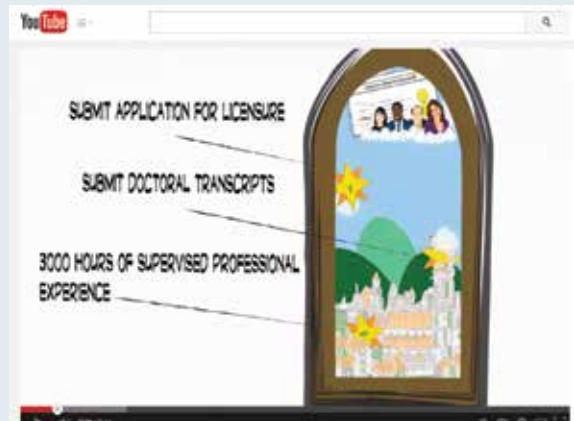 YouTube
SUBMIT APPLICATION FOR LICENSURE
SUBMIT DOCTORAL TRANSCRIPTS
3000 HOURS OF SUPERVISED PROFESSIONAL
EXPERIENCE